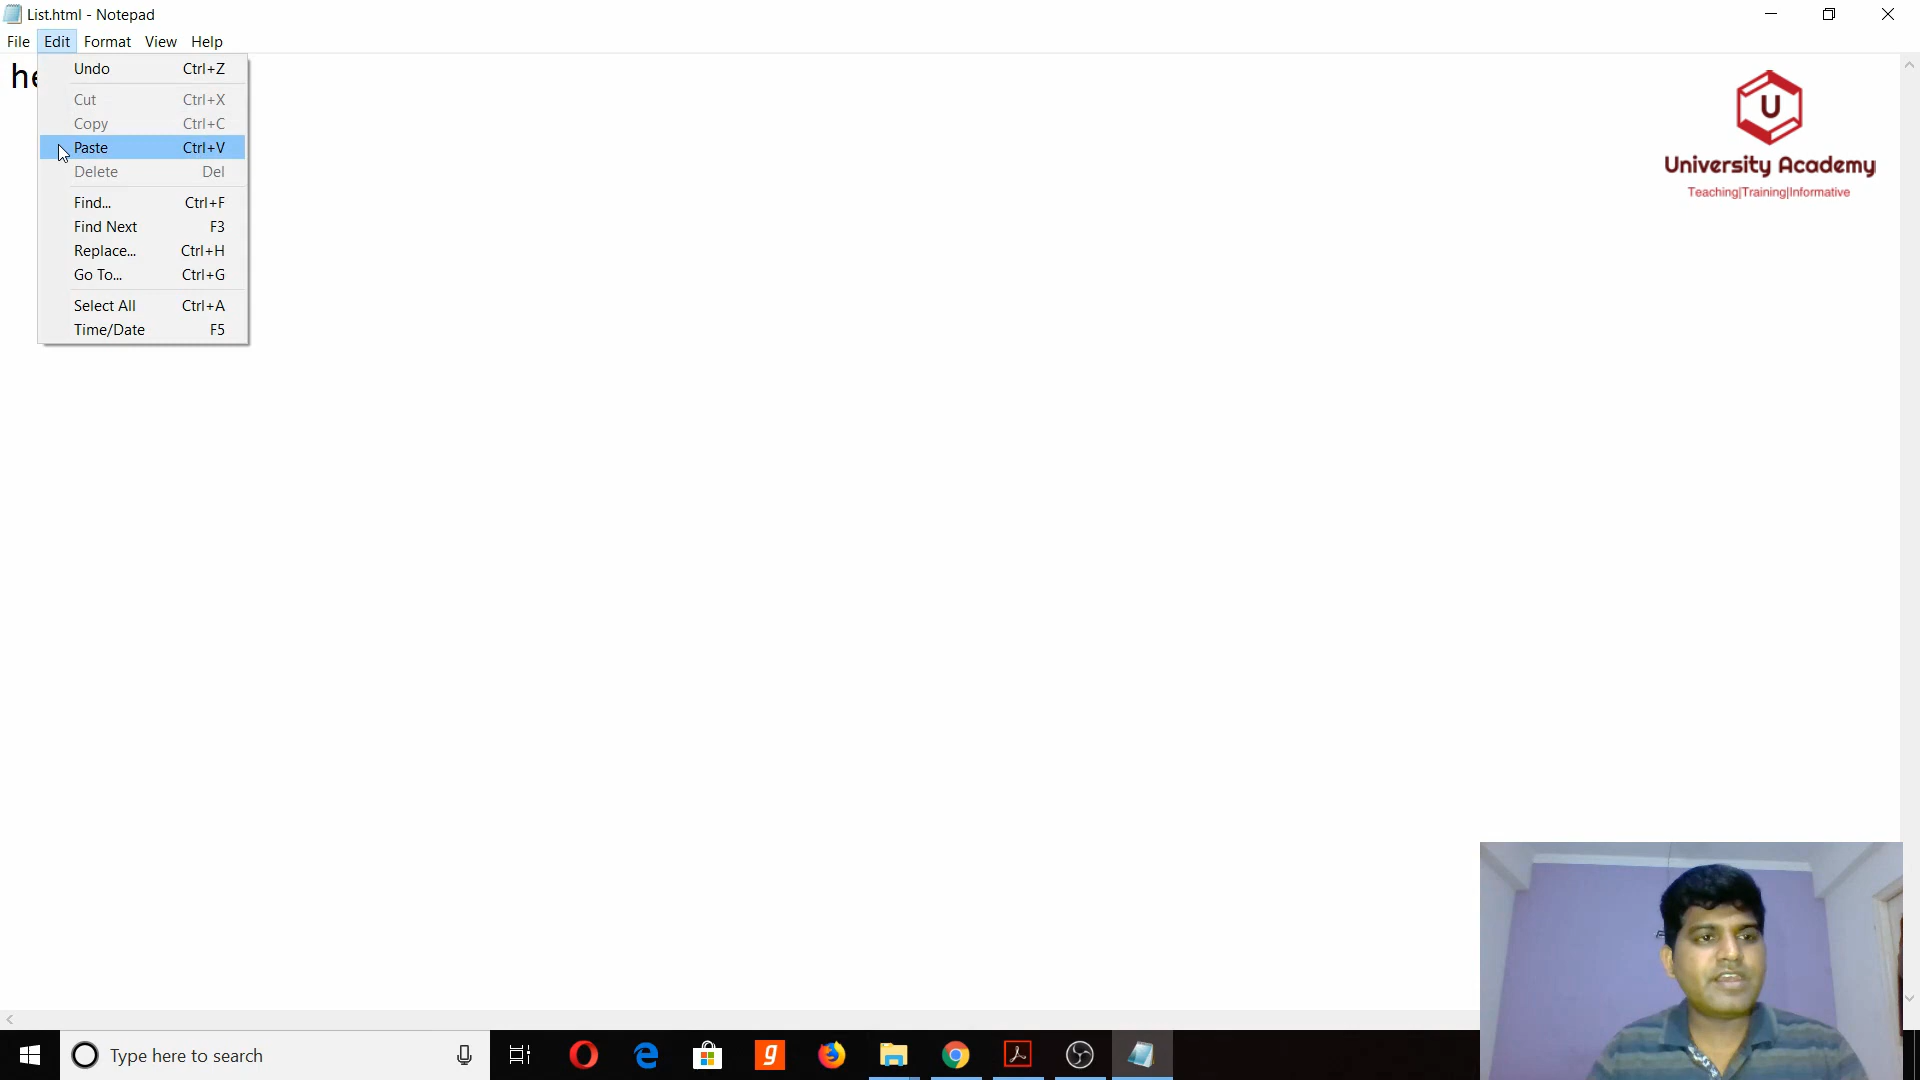 List.html - Notepad
File Edit Format View Help
he
Undo Ctrl+Z
Cut Ctrl+X
Copy Ctrl+C
Paste Ctrl+V
Delete Del
Find... Ctrl+F
Find Next F3
Replace... Ctrl+H
Go To... Ctrl+G
Select All Ctrl+A
Time/Date F5
U
University Academy
Teaching|Training|Informative
Type here to search
g